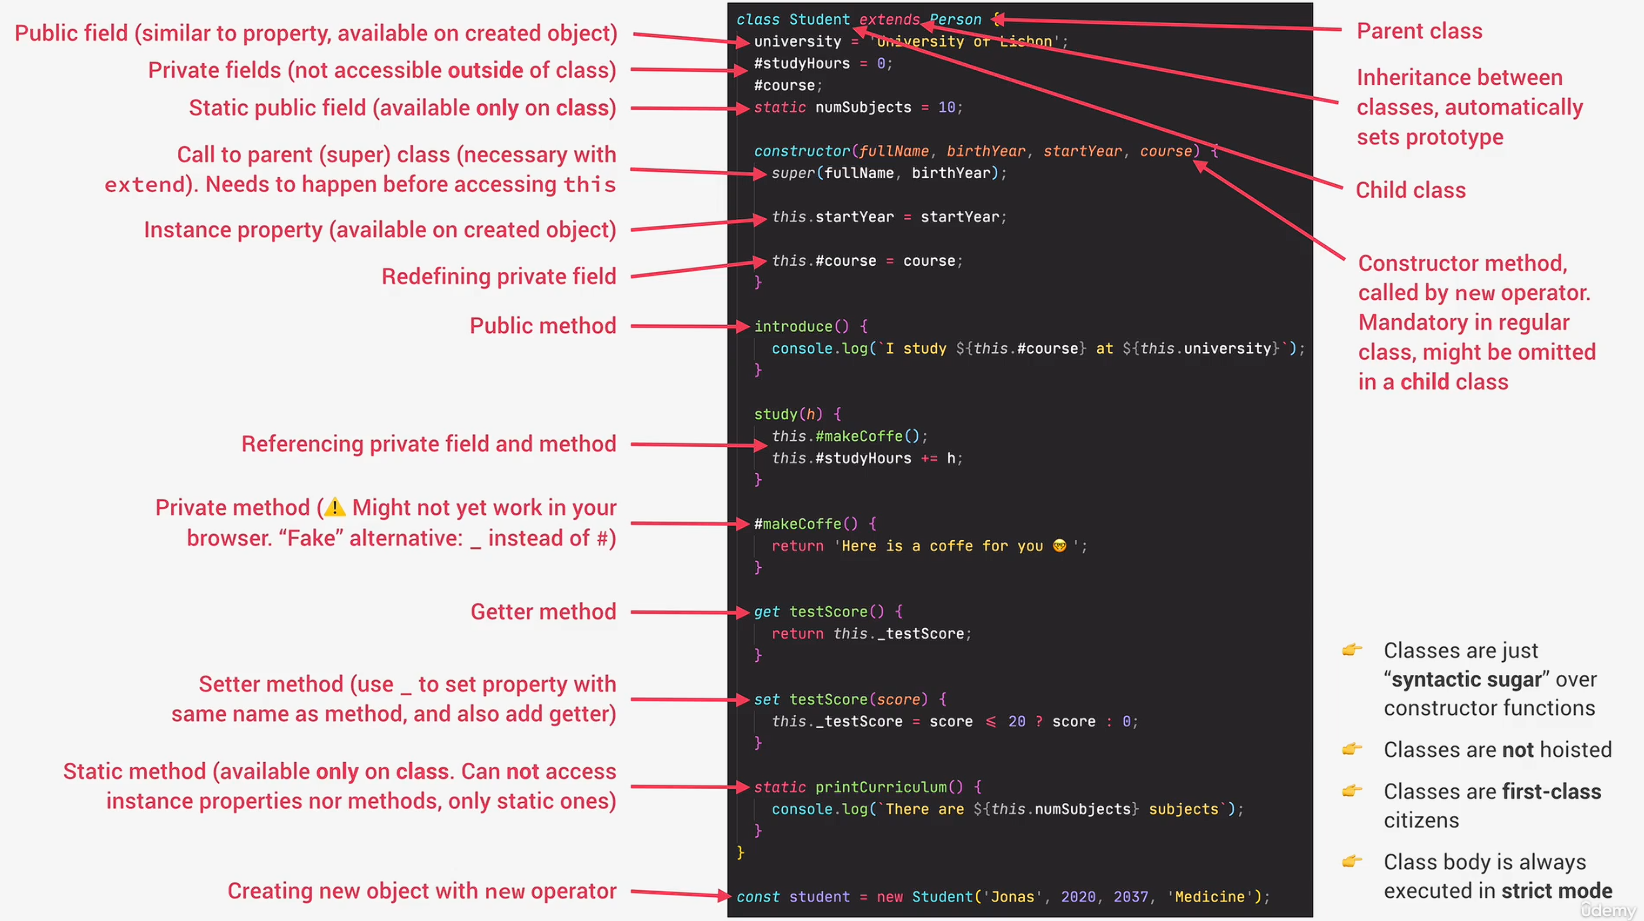 Public field (similar to property, available on created object)
Private fields (not accessible outside of class)
Static public field (available only on class)
Call to parent (super) class (necessary with
extend). Needs to happen before accessing this
Instance property (available on created object)
Redefining private field
Public method
Referencing private field and method
Private method (⚠️ Might not yet work in your
browser. “Fake” alternative: _ instead of #)
Getter method
Setter method (use _ to set property with
same name as method, and also add getter)
Static method (available only on class. Can not access
instance properties nor methods, only static ones)
Creating new object with new operator
class Student extends Person {
university = 'University of Lisbon';
#studyHours = 0;
#course;
static numSubjects = 10;
constructor(fullName, birthYear, startYear, course) {
super(fullName, birthYear);
this.startYear = startYear;
this.#course = course;
}
introduce() {
console.log(`I study ${this.#course} at ${this.university}`);
}
study(h) {
this.#makeCoffe();
this.#studyHours += h;
}
#makeCoffe() {
return 'Here is a coffe for you 🤓';
}
get testScore() {
return this._testScore;
}
set testScore(score) {
this._testScore = score ≤ 20 ? score : 0;
}
static printCurriculum() {
console.log(`There are ${this.numSubjects} subjects`);
}
}
const student = new Student('Jonas', 2020, 2037, 'Medicine');
Parent class
Inheritance between
classes, automatically
sets prototype
Child class
Constructor method,
called by new operator.
Mandatory in regular
class, might be omitted
in a child class
👉 Classes are just
“syntactic sugar” over
constructor functions
👉 Classes are not hoisted
👉 Classes are first-class
citizens
👉 Class body is always
executed in strict mode
ûdemy